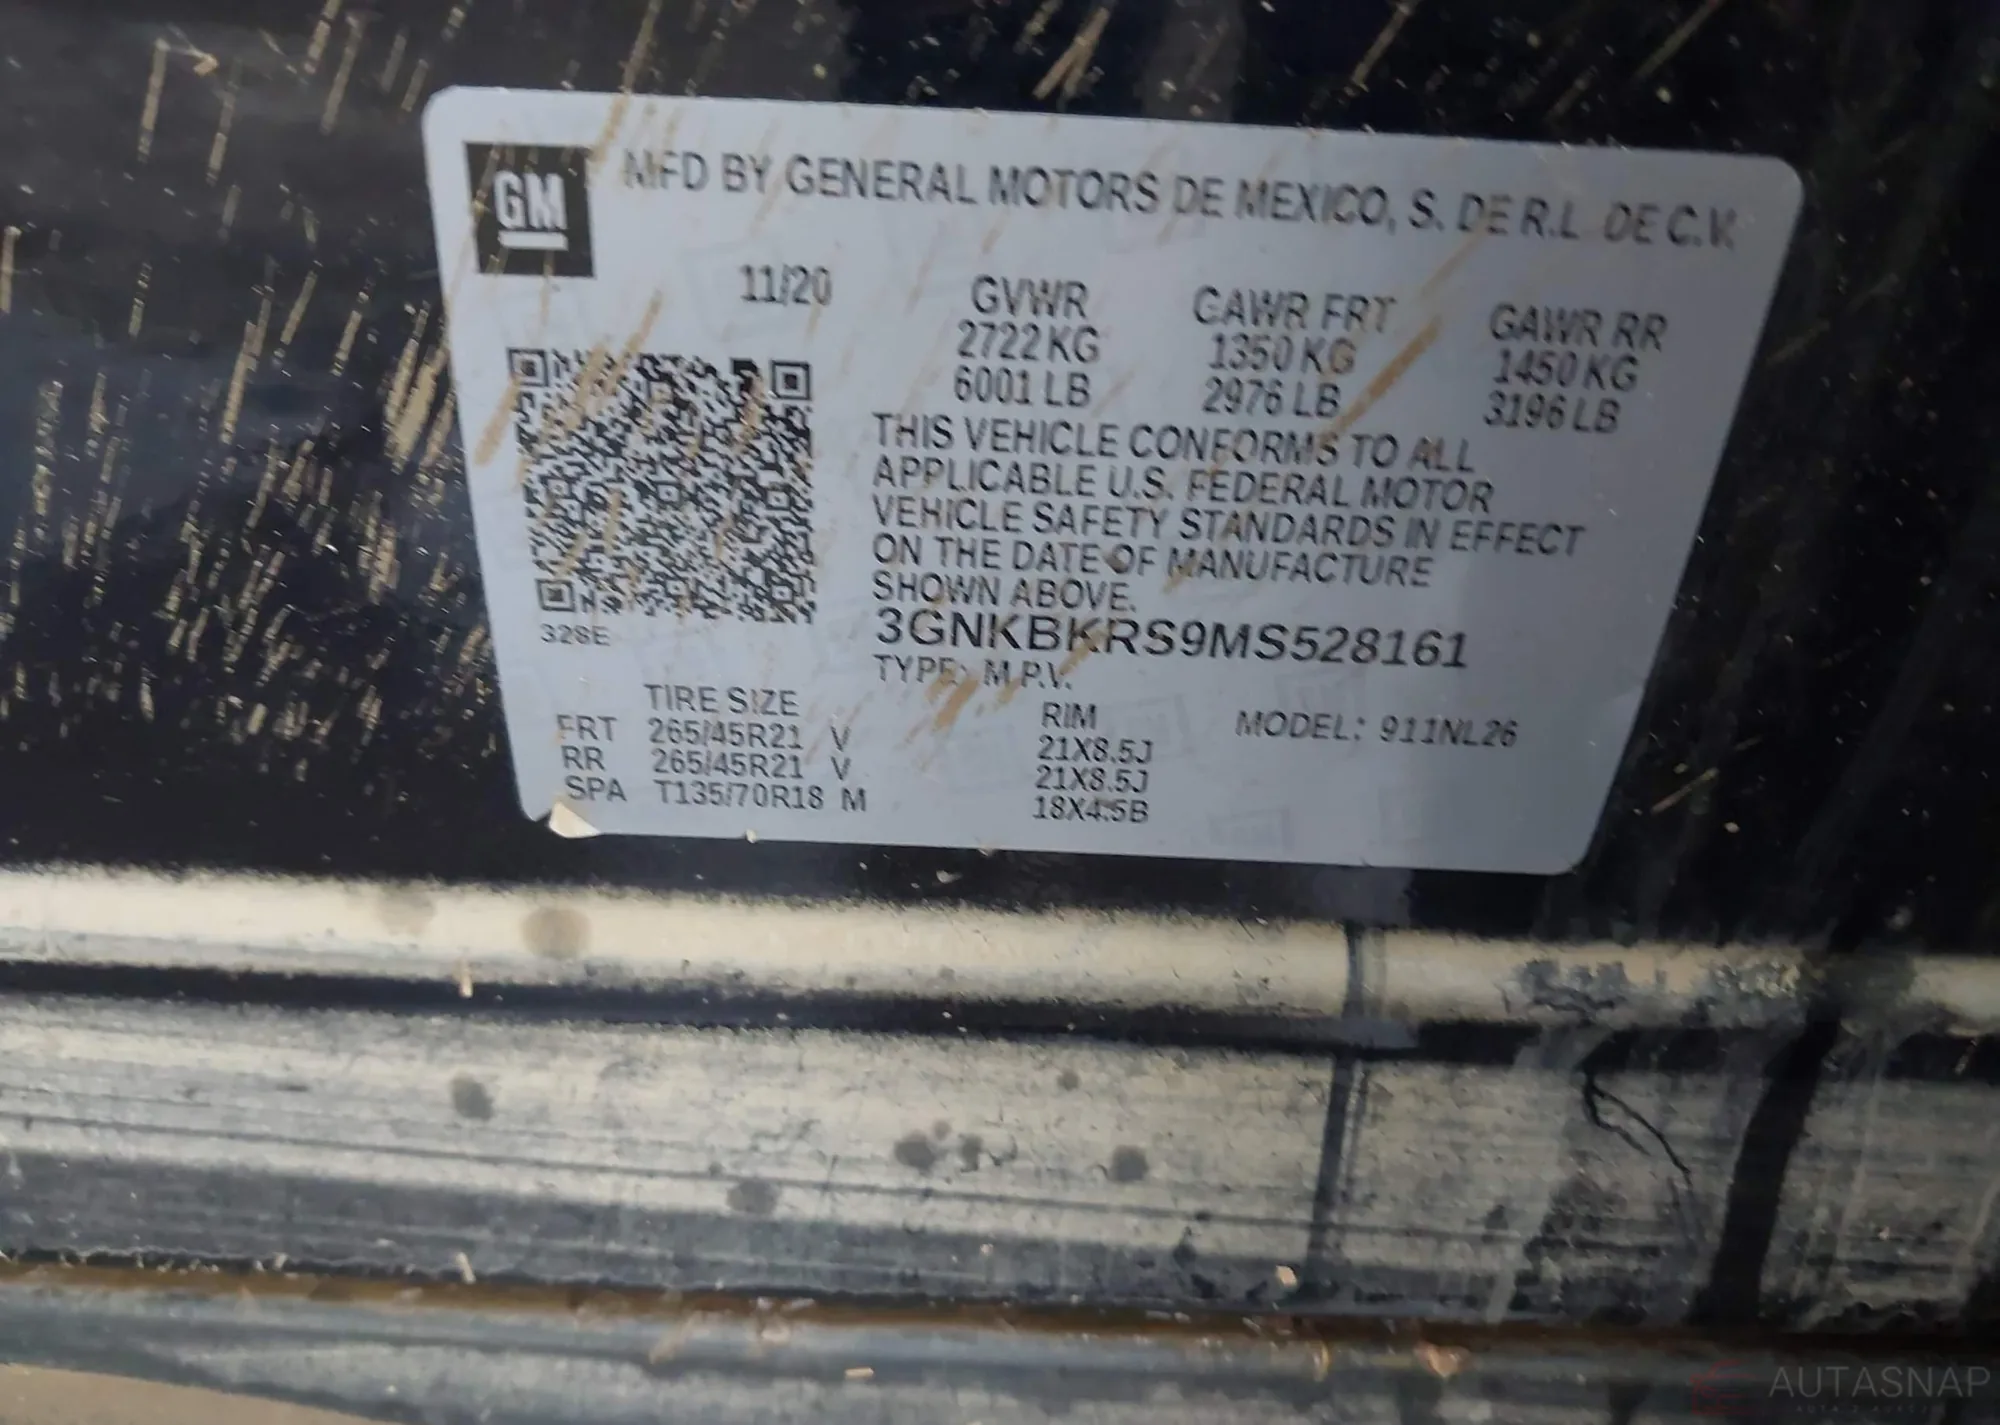 GM
MFD BY GENERAL MOTORS DE MEXICO, S. DE R.L. DE C.V.
11/20
GVWR
2722 KG
6001 LB
GAWR FRT
1350 KG
2976 LB
GAWR RR
1450 KG
3196 LB
THIS VEHICLE CONFORMS TO ALL
APPLICABLE U.S. FEDERAL MOTOR
VEHICLE SAFETY STANDARDS IN EFFECT
ON THE DATE OF MANUFACTURE
SHOWN ABOVE.
3GNKBKRS9MS528161
TYPE: M.P.V.
32SE
TIRE SIZE RIM MODEL: 911NL26
FRT 265/45R21 V 21X8.5J
RR 265/45R21 V 21X8.5J
SPA T135/70R18 M 18X4.5B
AUTASNAP